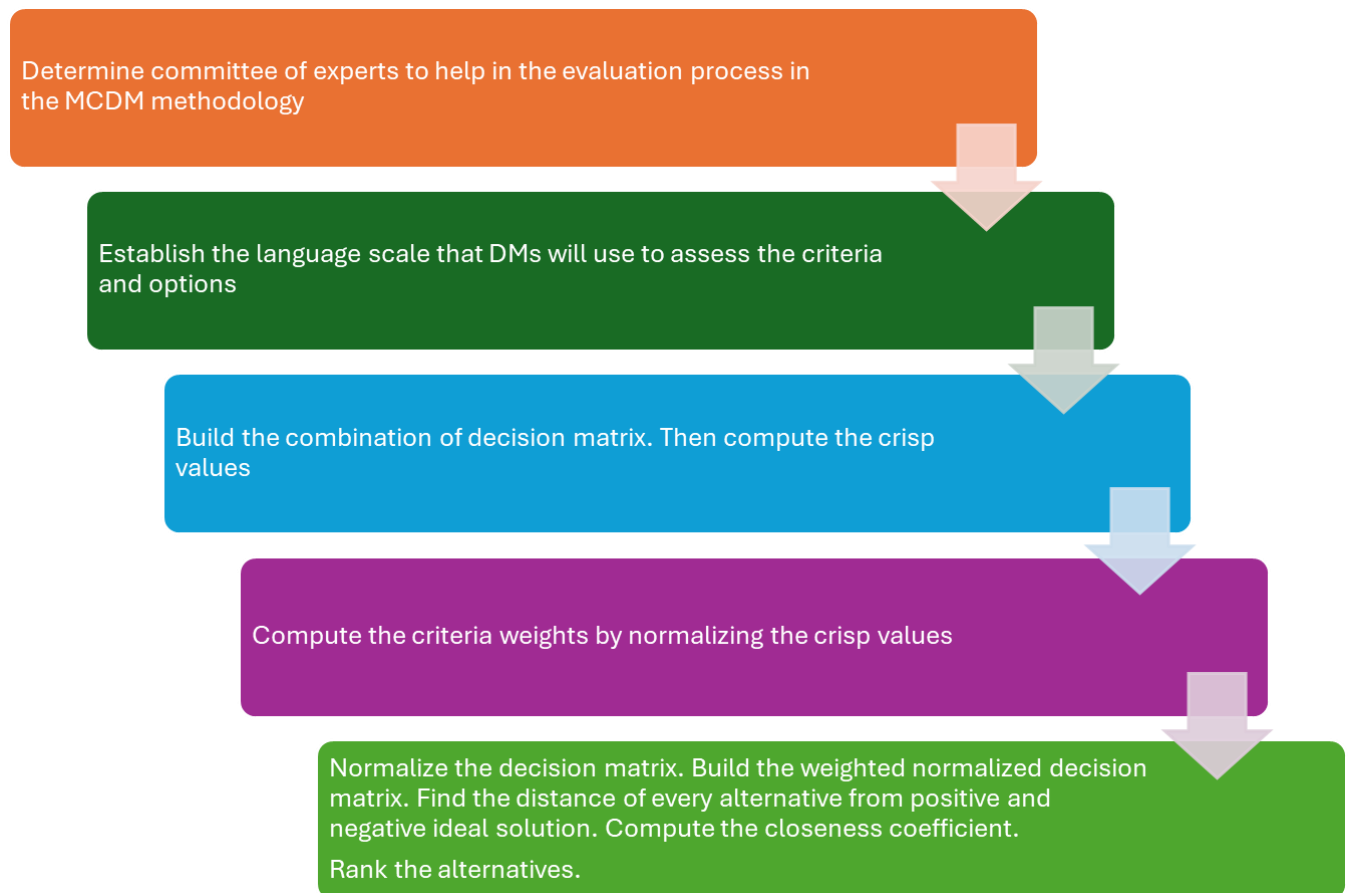 Determine committee of experts to help in the evaluation process in
the MCDM methodology
Establish the language scale that DMs will use to assess the criteria
and options
Build the combination of decision matrix. Then compute the crisp
values
Compute the criteria weights by normalizing the crisp values
Normalize the decision matrix. Build the weighted normalized decision
matrix. Find the distance of every alternative from positive and
negative ideal solution. Compute the closeness coefficient.
Rank the alternatives.